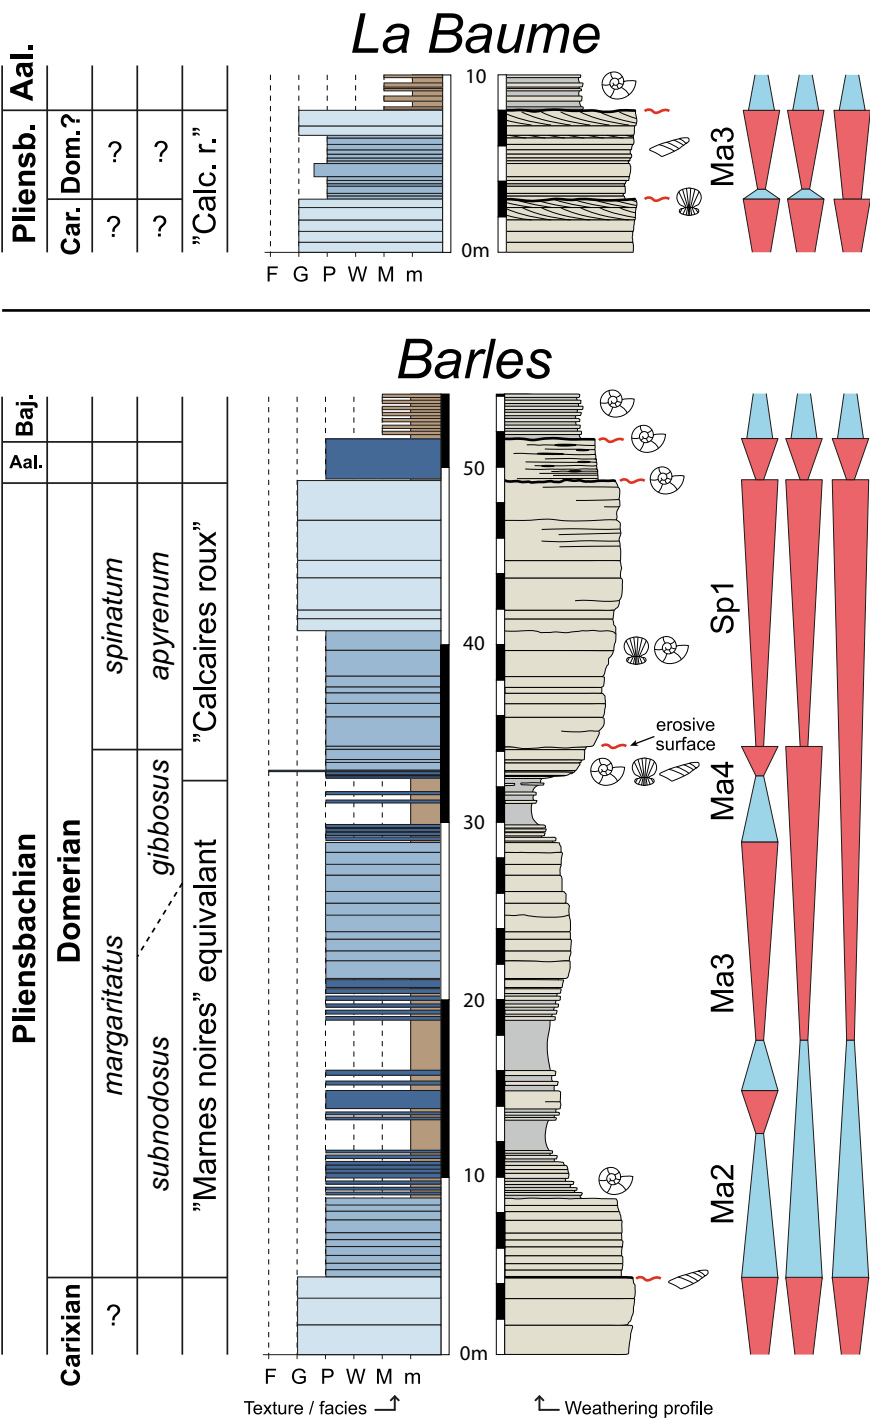 La Baume
Aal.
Pliensb.
Dom.?
Car.
?
?
?
?
"Calc. r."
F G P W M m
10
0m
Ma3
Barles
Baj.
Aal.
Pliensbachian
Domerian
Carixian
spinatum
margaritatus
?
apyrenum
gibbosus
subnodosus
"Calcaires roux"
"Marnes noires" equivalant
50
40
30
20
10
0m
erosive
surface
Sp1
Ma4
Ma3
Ma2
F G P W M m
Texture / facies
Weathering profile